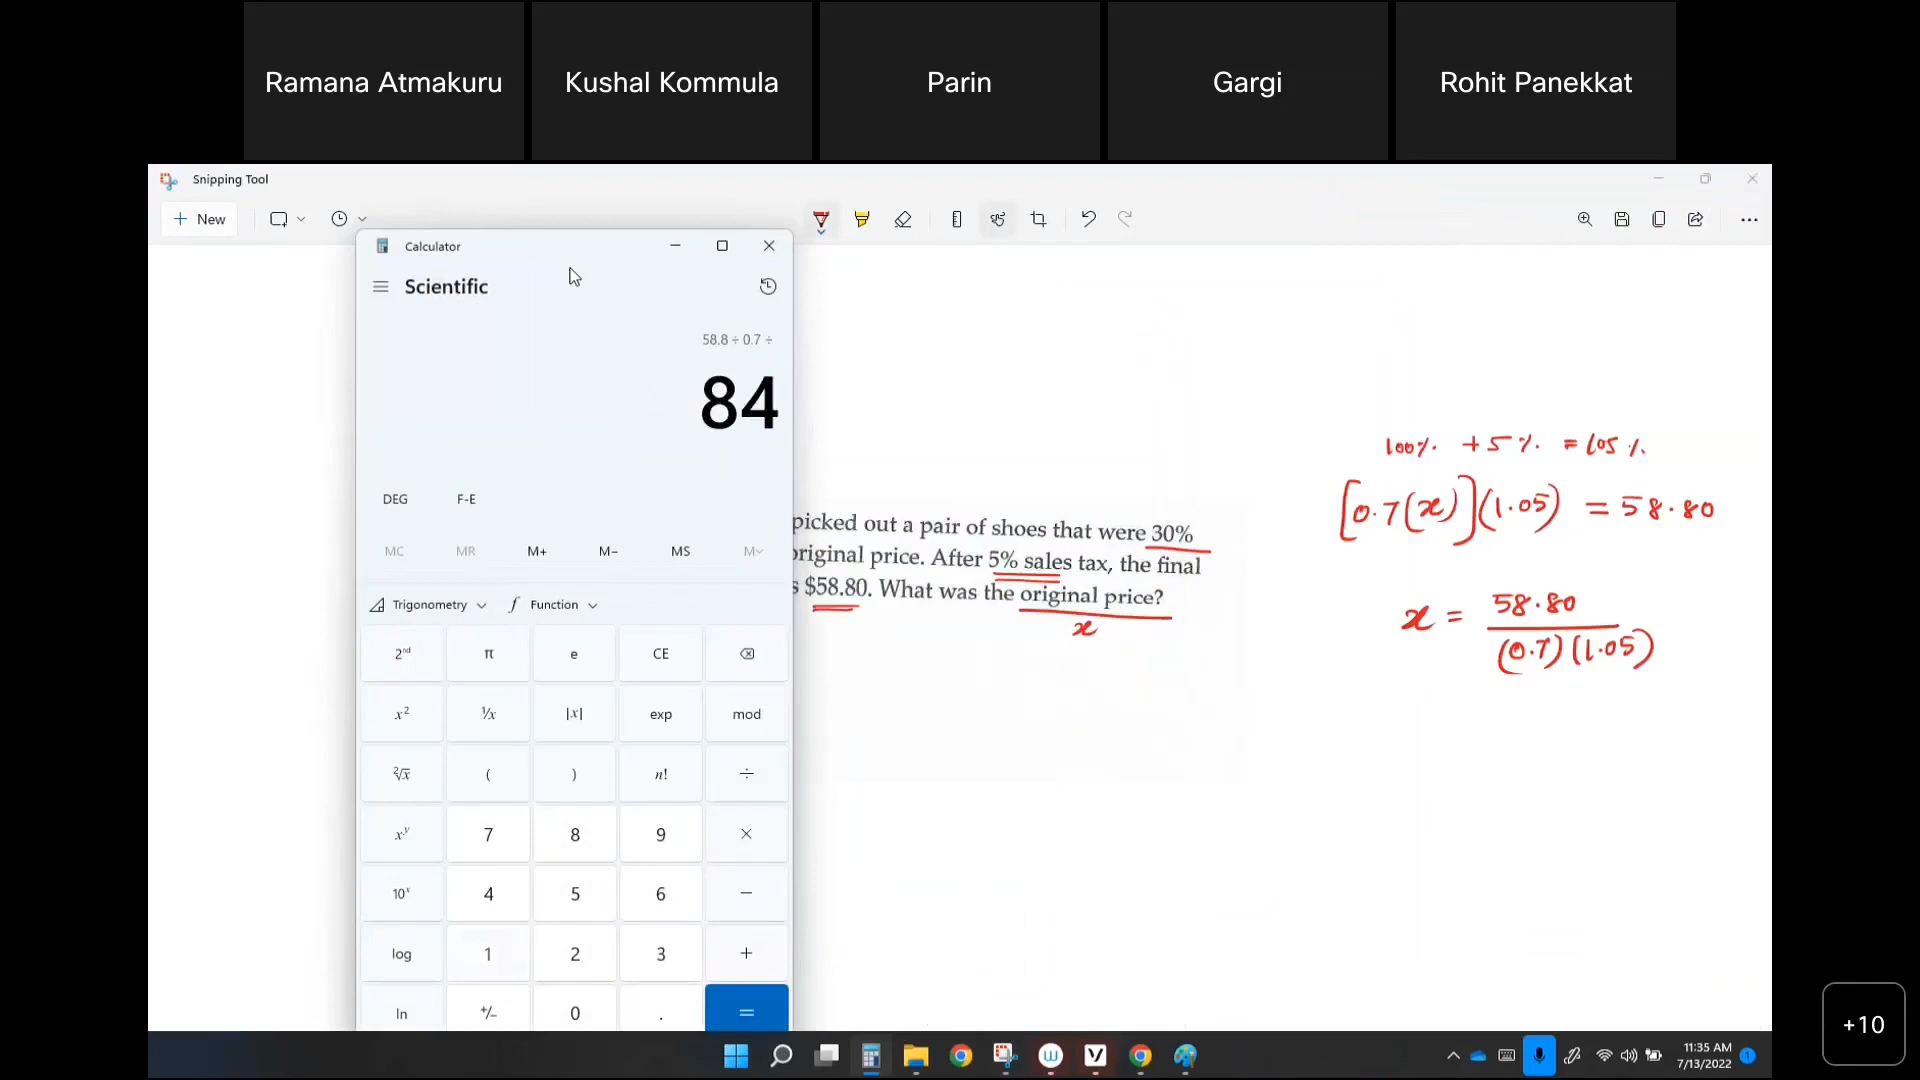 Ramana Atmakuru
Kushal Kommula
Parin
Gargi
Rohit Panekkat
Snipping Tool
New
Calculator
Scientific
58.8 ÷ 0.7 ÷
84
DEG F-E
MC MR M+ M− MS M˅
Trigonometry Function
2ⁿᵈ π e CE
x² ¹/x |x| exp mod
²√x ( ) n! ÷
xʸ 7 8 9 ×
10ˣ 4 5 6 −
log 1 2 3 +
ln +/− 0 . =
picked out a pair of shoes that were 30%
original price. After 5% sales tax, the final
s $58.80. What was the original price?
x
100% + 5% = 105%
[0.7(x)](1.05) = 58.80
x = 58.80
(0.7)(1.05)
11:35 AM
7/13/2022
1
+10